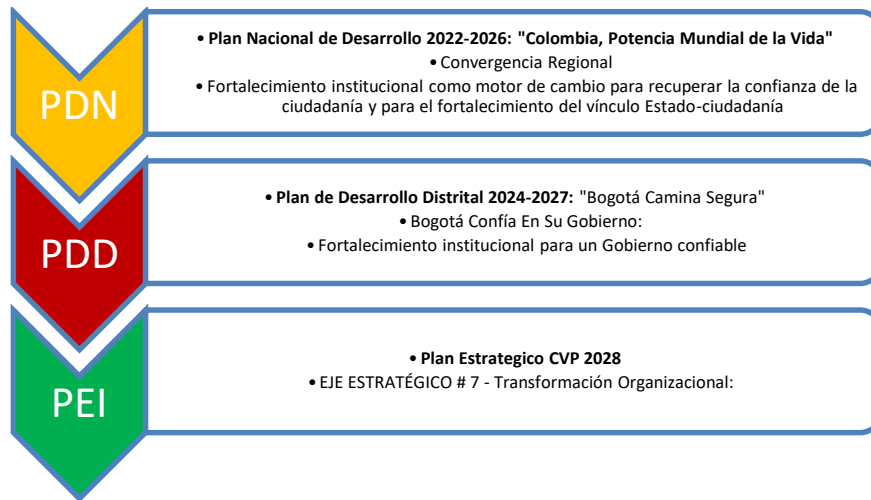 PDN
• Plan Nacional de Desarrollo 2022-2026: "Colombia, Potencia Mundial de la Vida"
• Convergencia Regional
• Fortalecimiento institucional como motor de cambio para recuperar la confianza de la
ciudadanía y para el fortalecimiento del vínculo Estado-ciudadanía
PDD
• Plan de Desarrollo Distrital 2024-2027: "Bogotá Camina Segura"
• Bogotá Confía En Su Gobierno:
• Fortalecimiento institucional para un Gobierno confiable
PEI
• Plan Estrategico CVP 2028
• EJE ESTRATÉGICO # 7 - Transformación Organizacional: